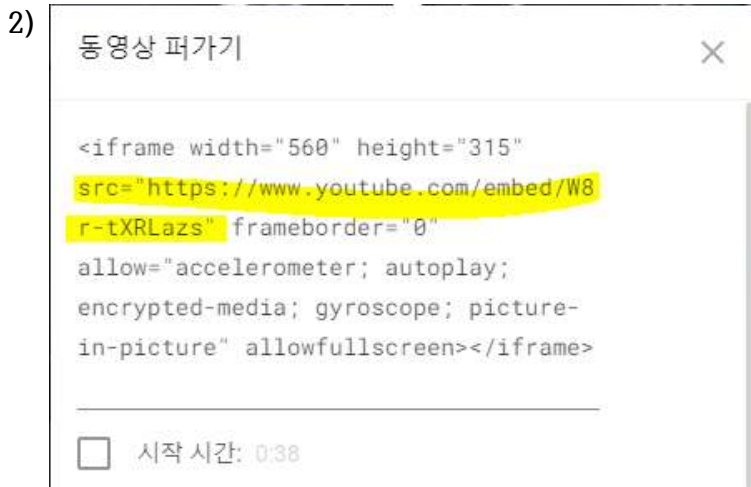 2)
동영상 퍼가기
<iframe width="560" height="315"
src="https://www.youtube.com/embed/W8
r-tXRLazs" frameborder="0"
allow="accelerometer; autoplay;
encrypted-media; gyroscope; picture-
in-picture" allowfullscreen></iframe>
시작 시간: 0:38